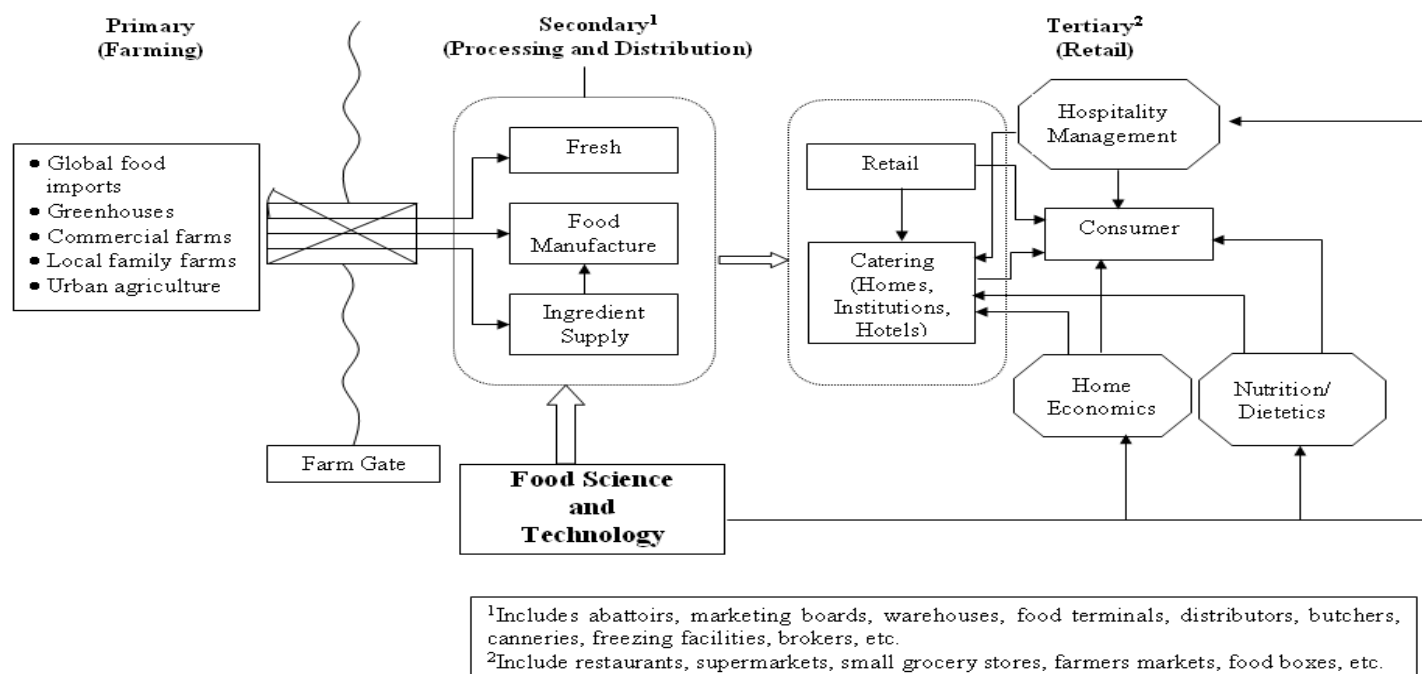 Primary
(Farming)
Secondary¹
(Processing and Distribution)
Tertiary²
(Retail)
• Global food
imports
• Greenhouses
• Commercial farms
• Local family farms
• Urban agriculture
Farm Gate
Fresh
Food
Manufacture
Ingredient
Supply
Food Science
and
Technology
Retail
Catering
(Homes,
Institutions,
Hotels)
Hospitality
Management
Consumer
Home
Economics
Nutrition/
Dietetics
¹Includes abattoirs, marketing boards, warehouses, food terminals, distributors, butchers,
canneries, freezing facilities, brokers, etc.
²Include restaurants, supermarkets, small grocery stores, farmers markets, food boxes, etc.